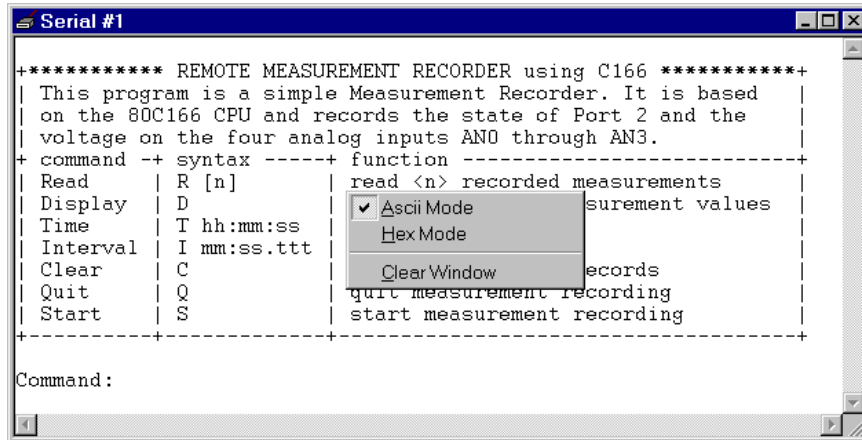 Serial #1
+*********** REMOTE MEASUREMENT RECORDER using C166 ***********+
| This program is a simple Measurement Recorder. It is based |
| on the 80C166 CPU and records the state of Port 2 and the |
| voltage on the four analog inputs AN0 through AN3. |
+ command -+ syntax -----+ function --------------------------+
| Read | R [n] | read <n> recorded measurements |
| Display | D | surement values |
| Time | T hh:mm:ss |
| Interval | I mm:ss.ttt |
| Clear | C | ecords |
| Quit | Q | quit measurement recording |
| Start | S | start measurement recording |
+----------+-------------+------------------------------------+
Command:
Ascii Mode
Hex Mode
Clear Window